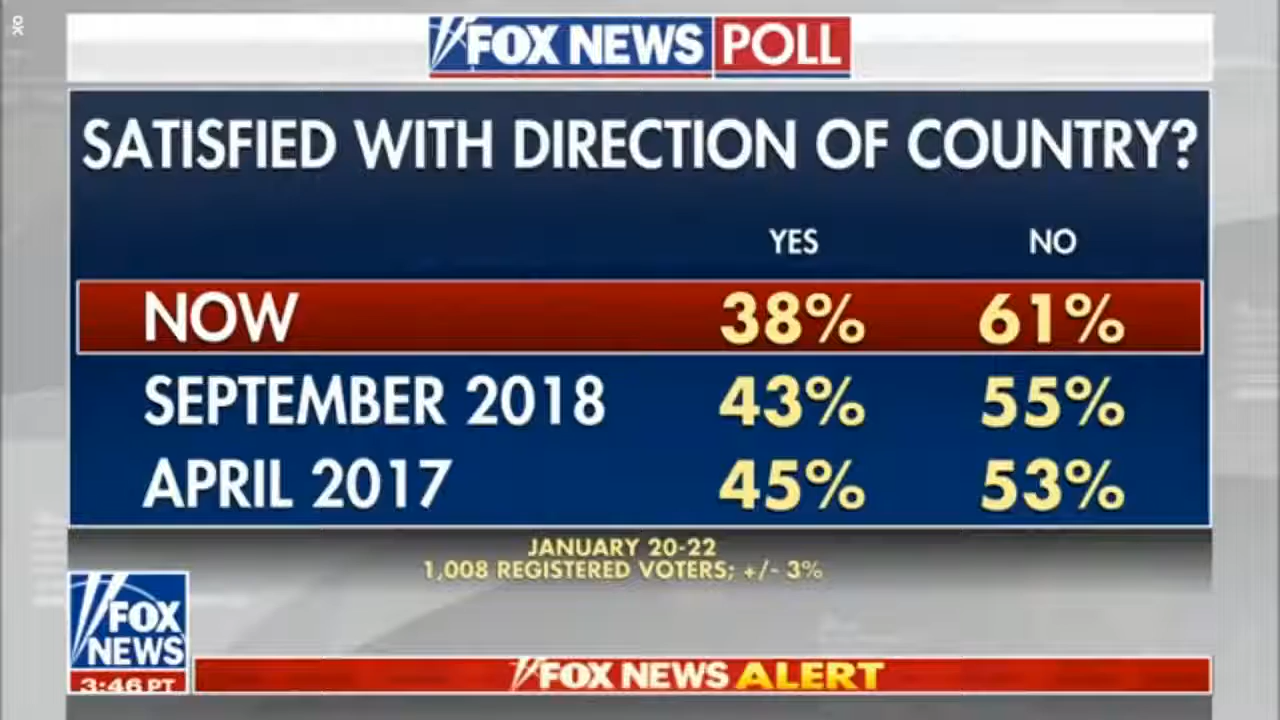 XO
FOX NEWS POLL
SATISFIED WITH DIRECTION OF COUNTRY?
YES NO
NOW 38% 61%
SEPTEMBER 2018 43% 55%
APRIL 2017 45% 53%
JANUARY 20-22
1,008 REGISTERED VOTERS; +/- 3%
FOX
NEWS
3:46 PT
FOX NEWS ALERT